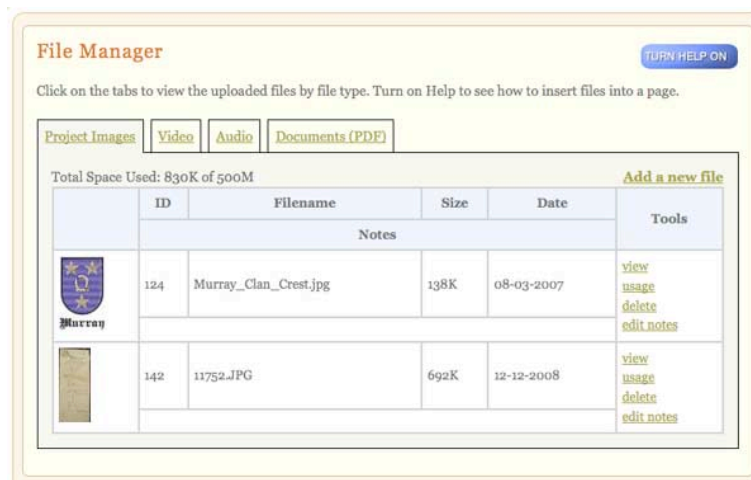 File Manager
TURN HELP ON
Click on the tabs to view the uploaded files by file type. Turn on Help to see how to insert files into a page.
Project Images Video Audio Documents (PDF)
Total Space Used: 830K of 500M Add a new file
ID Filename Size Date Tools
Notes
124 Murray_Clan_Crest.jpg 138K 08-03-2007
view
usage
delete
edit notes
Murray
142 11752.JPG 692K 12-12-2008
view
usage
delete
edit notes